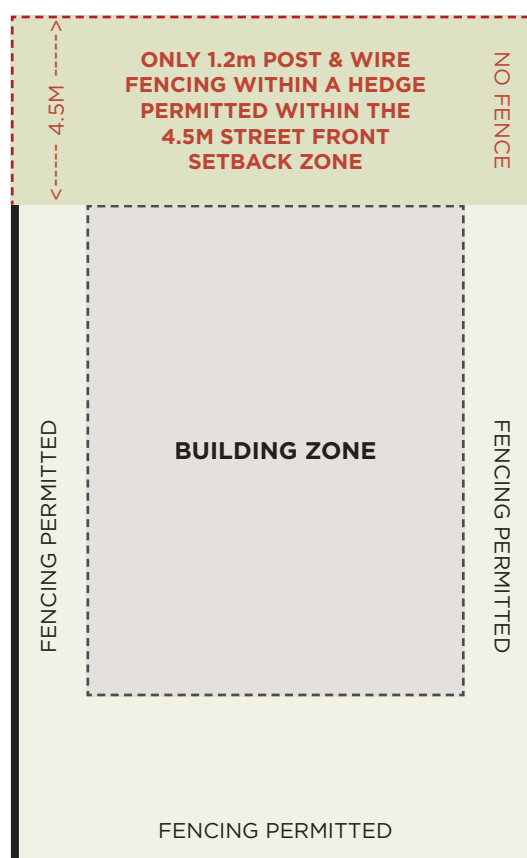 ONLY 1.2m POST & WIRE
FENCING WITHIN A HEDGE
PERMITTED WITHIN THE
4.5M STREET FRONT
SETBACK ZONE
4.5M
NO FENCE
BUILDING ZONE
FENCING PERMITTED
FENCING PERMITTED
FENCING PERMITTED